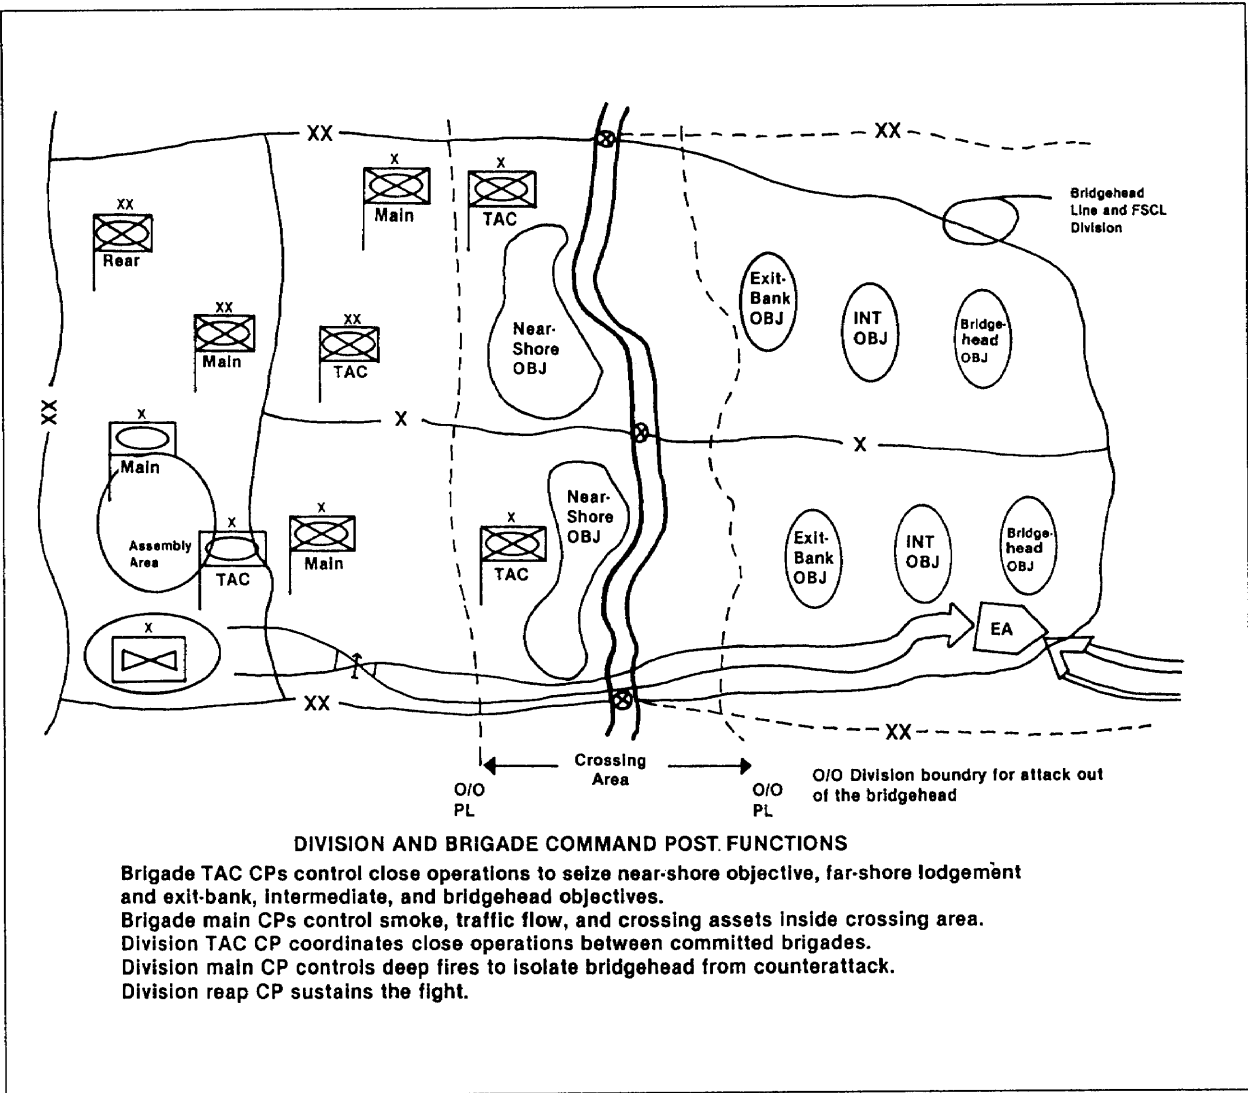 XX
XX
X
Main
X
TAC
Bridgehead
Line and FSCL
Division
XX
Rear
Exit-
Bank
OBJ
INT
OBJ
Bridge-
head
OBJ
XX
Main
XX
TAC
Near-
Shore
OBJ
XX
X
X
X
Main
Assembly
Area
X
TAC
X
Main
X
TAC
Near-
Shore
OBJ
Exit-
Bank
OBJ
INT
OBJ
Bridge-
head
OBJ
X
EA
XX
XX
Crossing
Area
O/O
PL
O/O
PL
O/O Division boundry for attack out
of the bridgehead
DIVISION AND BRIGADE COMMAND POST. FUNCTIONS
Brigade TAC CPs control close operations to seize near-shore objective, far-shore lodgement
and exit-bank, intermediate, and bridgehead objectives.
Brigade main CPs control smoke, traffic flow, and crossing assets inside crossing area.
Division TAC CP coordinates close operations between committed brigades.
Division main CP controls deep fires to isolate bridgehead from counterattack.
Division reap CP sustains the fight.